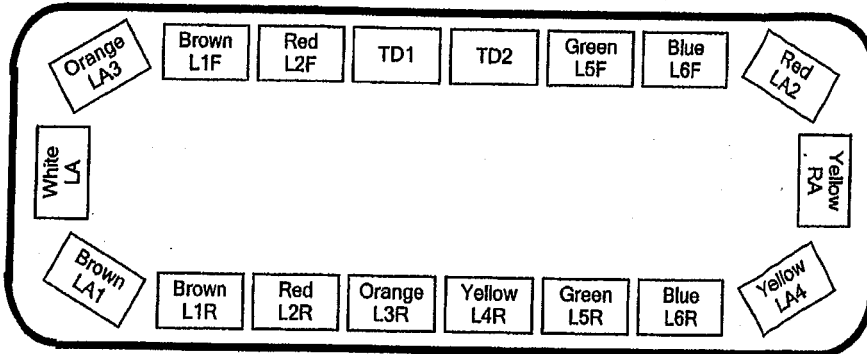 Orange
LA3
Brown
L1F
Red
L2F
TD1
TD2
Green
L5F
Blue
L6F
Red
LA2
White
LA
Yellow
RA
Brown
LA1
Brown
L1R
Red
L2R
Orange
L3R
Yellow
L4R
Green
L5R
Blue
L6R
Yellow
LA4